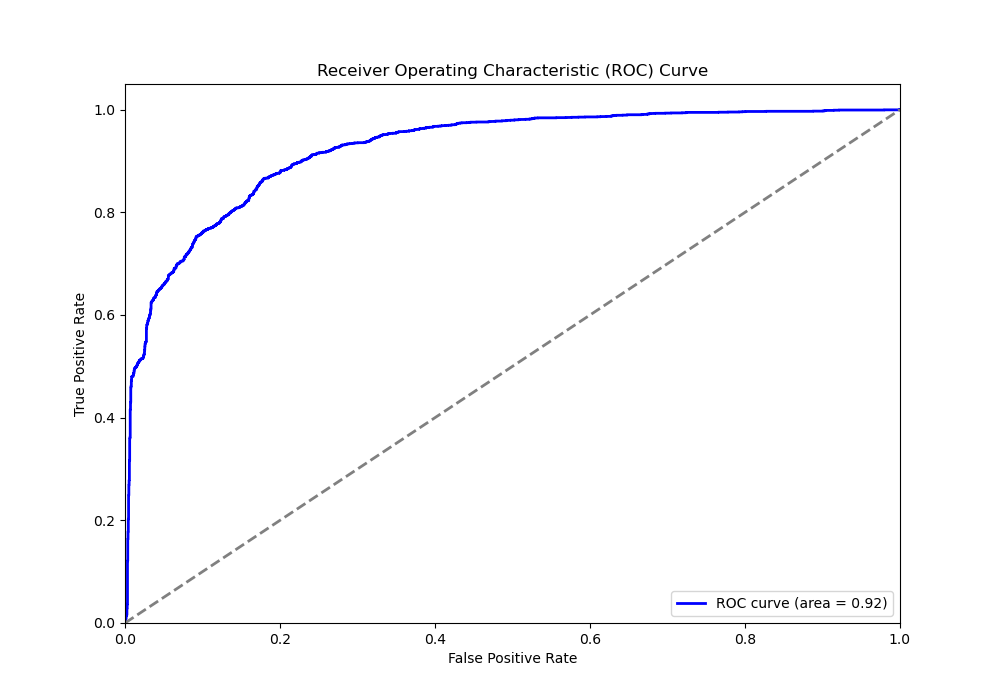 Receiver Operating Characteristic (ROC) Curve
1.0
0.8
0.6
0.4
0.2
0.0
True Positive Rate
ROC curve (area = 0.92)
0.0 0.2 0.4 0.6 0.8 1.0
False Positive Rate